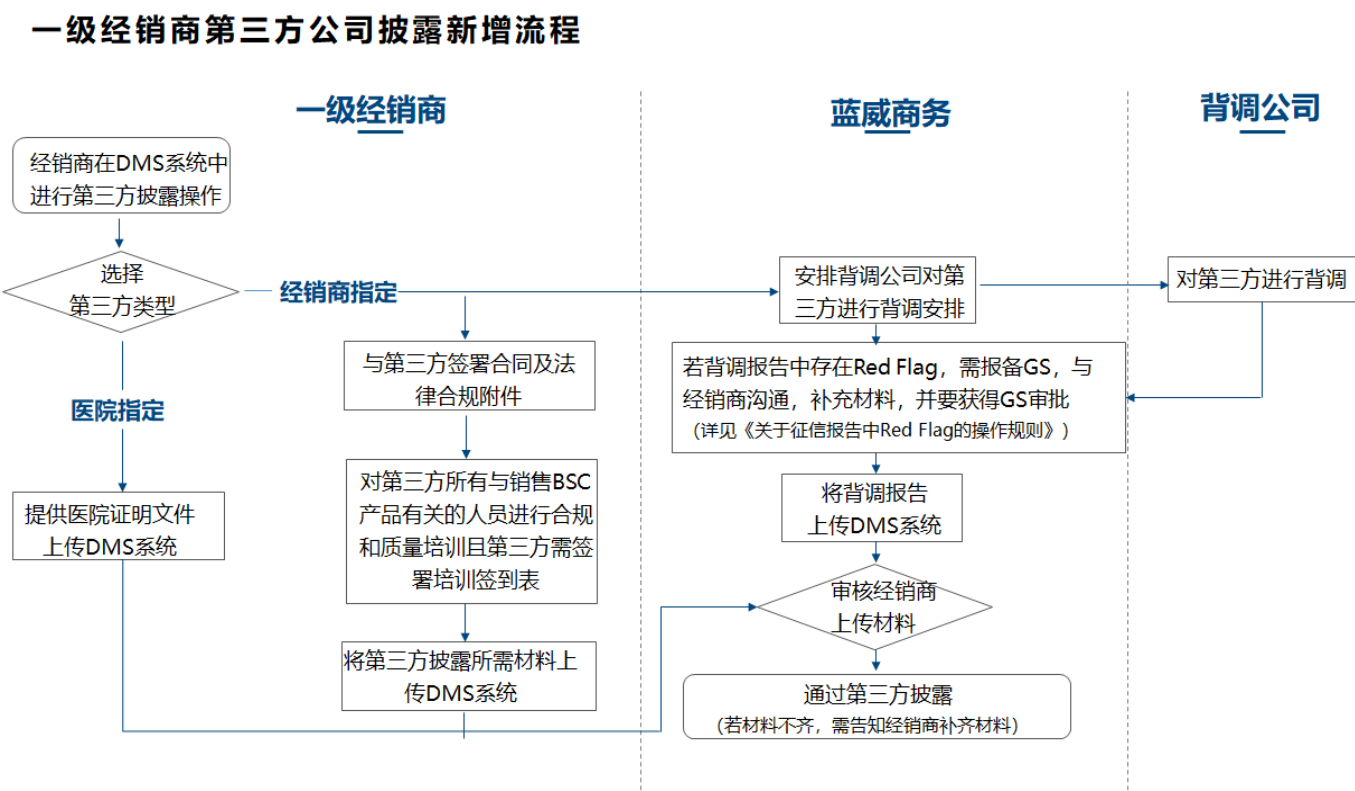 一级经销商第三方公司披露新增流程
一级经销商
蓝威商务
背调公司
经销商在DMS系统中
进行第三方披露操作
选择
第三方类型
经销商指定
医院指定
提供医院证明文件
上传DMS系统
与第三方签署合同及法
律合规附件
对第三方所有与销售BSC
产品有关的人员进行合规
和质量培训且第三方需签
署培训签到表
将第三方披露所需材料上
传DMS系统
安排背调公司对第
三方进行背调安排
对第三方进行背调
若背调报告中存在Red Flag，需报备GS，与
经销商沟通，补充材料，并要获得GS审批
（详见《关于征信报告中Red Flag的操作规则》）
将背调报告
上传DMS系统
审核经销商
上传材料
通过第三方披露
（若材料不齐，需告知经销商补齐材料）